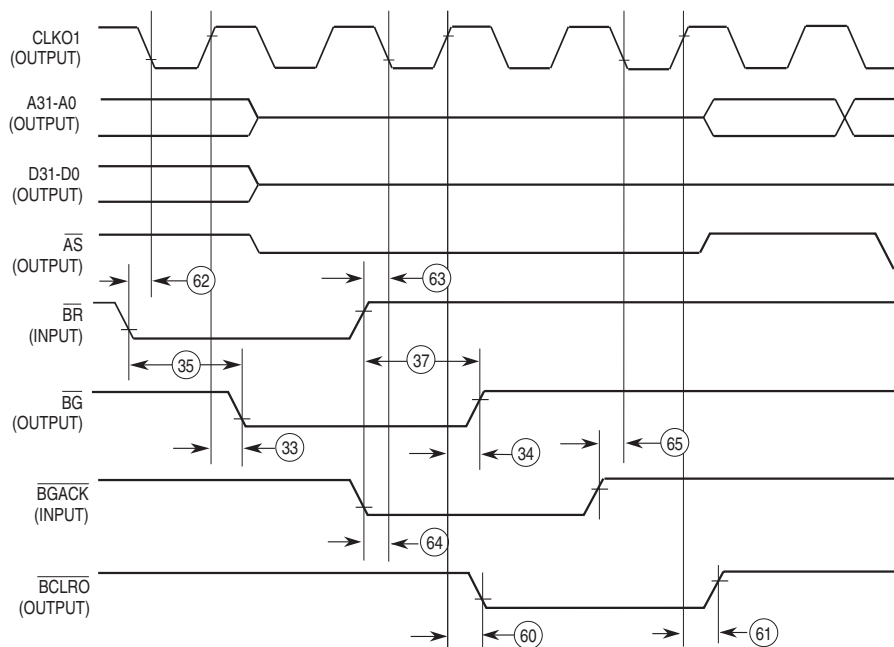 CLKO1
(OUTPUT)
A31-A0
(OUTPUT)
D31-D0
(OUTPUT)
AS
(OUTPUT)
62
63
BR
(INPUT)
35
37
BG
(OUTPUT)
33
34
65
BGACK
(INPUT)
64
BCLRO
(OUTPUT)
60
61